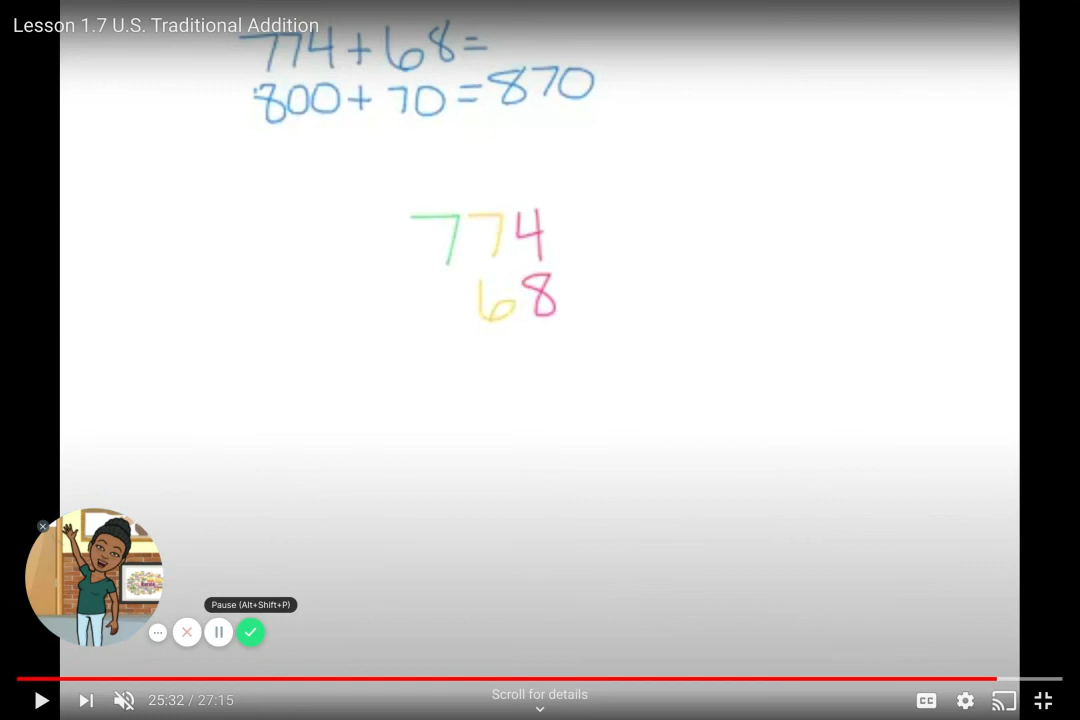 Lesson 1.7 U.S. Traditional Addition
774+68=
800+70=870
774
68
Pause (Alt+Shift+P)
25:32 / 27:15
Scroll for details
CC